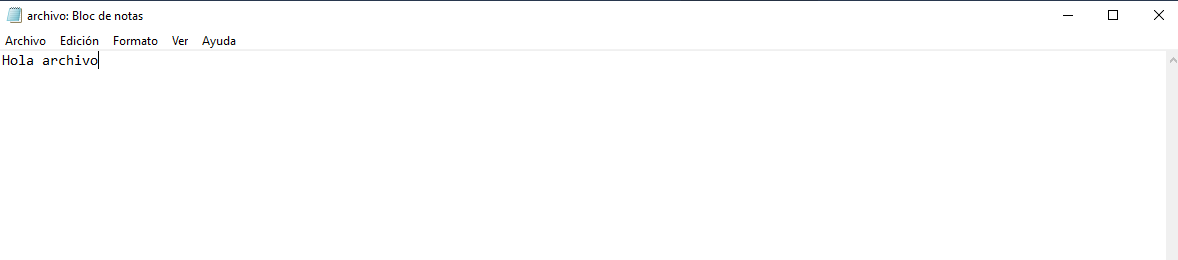 archivo: Bloc de notas
Archivo Edición Formato Ver Ayuda
Hola archivo